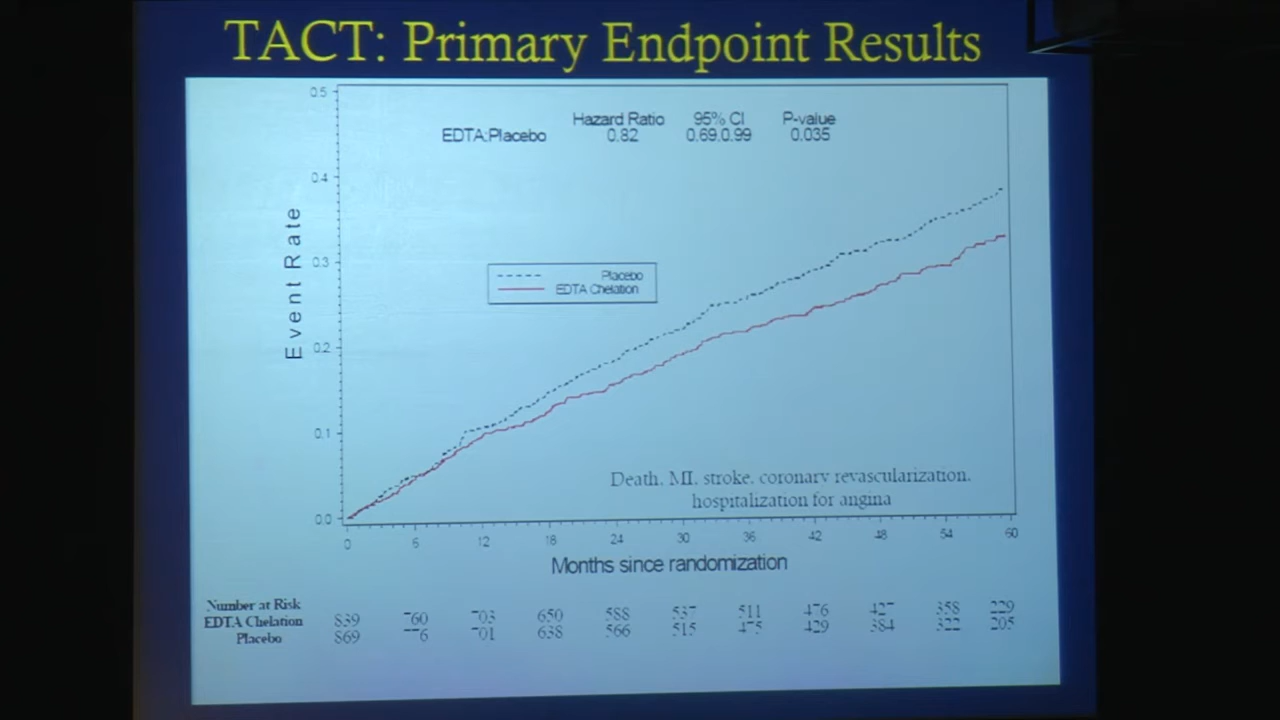 TACT: Primary Endpoint Results
0.5
Hazard Ratio 95% CI P-value
EDTA:Placebo 0.82 0.69,0.99 0.035
0.4
Event Rate
0.3
Placebo
EDTA Chelation
0.2
0.1
Death, MI, stroke, coronary revascularization,
hospitalization for angina
0.0
0 6 12 18 24 30 36 42 48 54 60
Months since randomization
Number at Risk
EDTA Chelation 839 760 703 650 588 537 511 476 427 358 229
Placebo 869 776 701 638 566 515 475 429 384 322 205